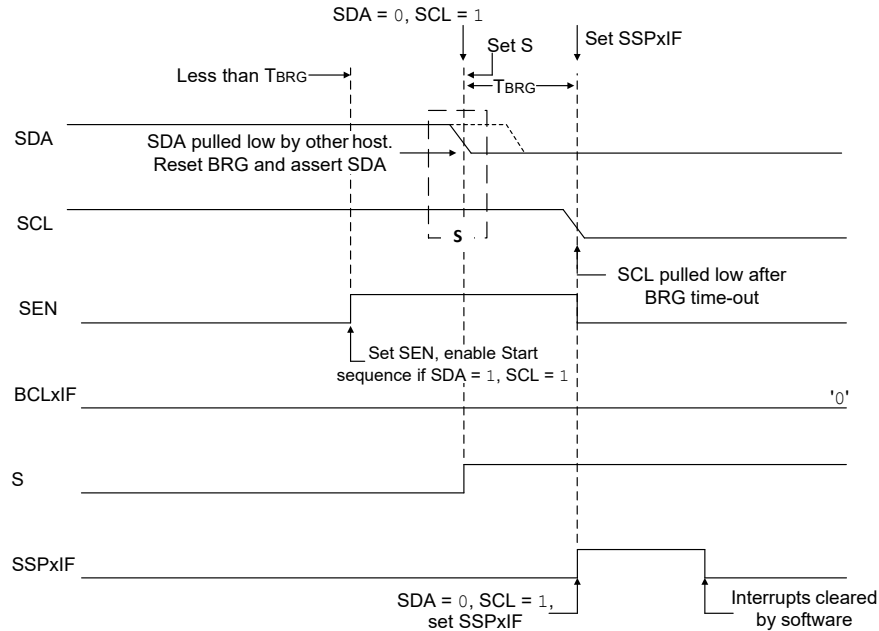 SDA = 0, SCL = 1
Set S
Set SSPxIF
Less than TBRG
TBRG
SDA
SDA pulled low by other host.
Reset BRG and assert SDA
SCL
S
SCL pulled low after
BRG time-out
SEN
Set SEN, enable Start
sequence if SDA = 1, SCL = 1
BCLxIF
'0'
S
SSPxIF
SDA = 0, SCL = 1,
set SSPxIF
Interrupts cleared
by software